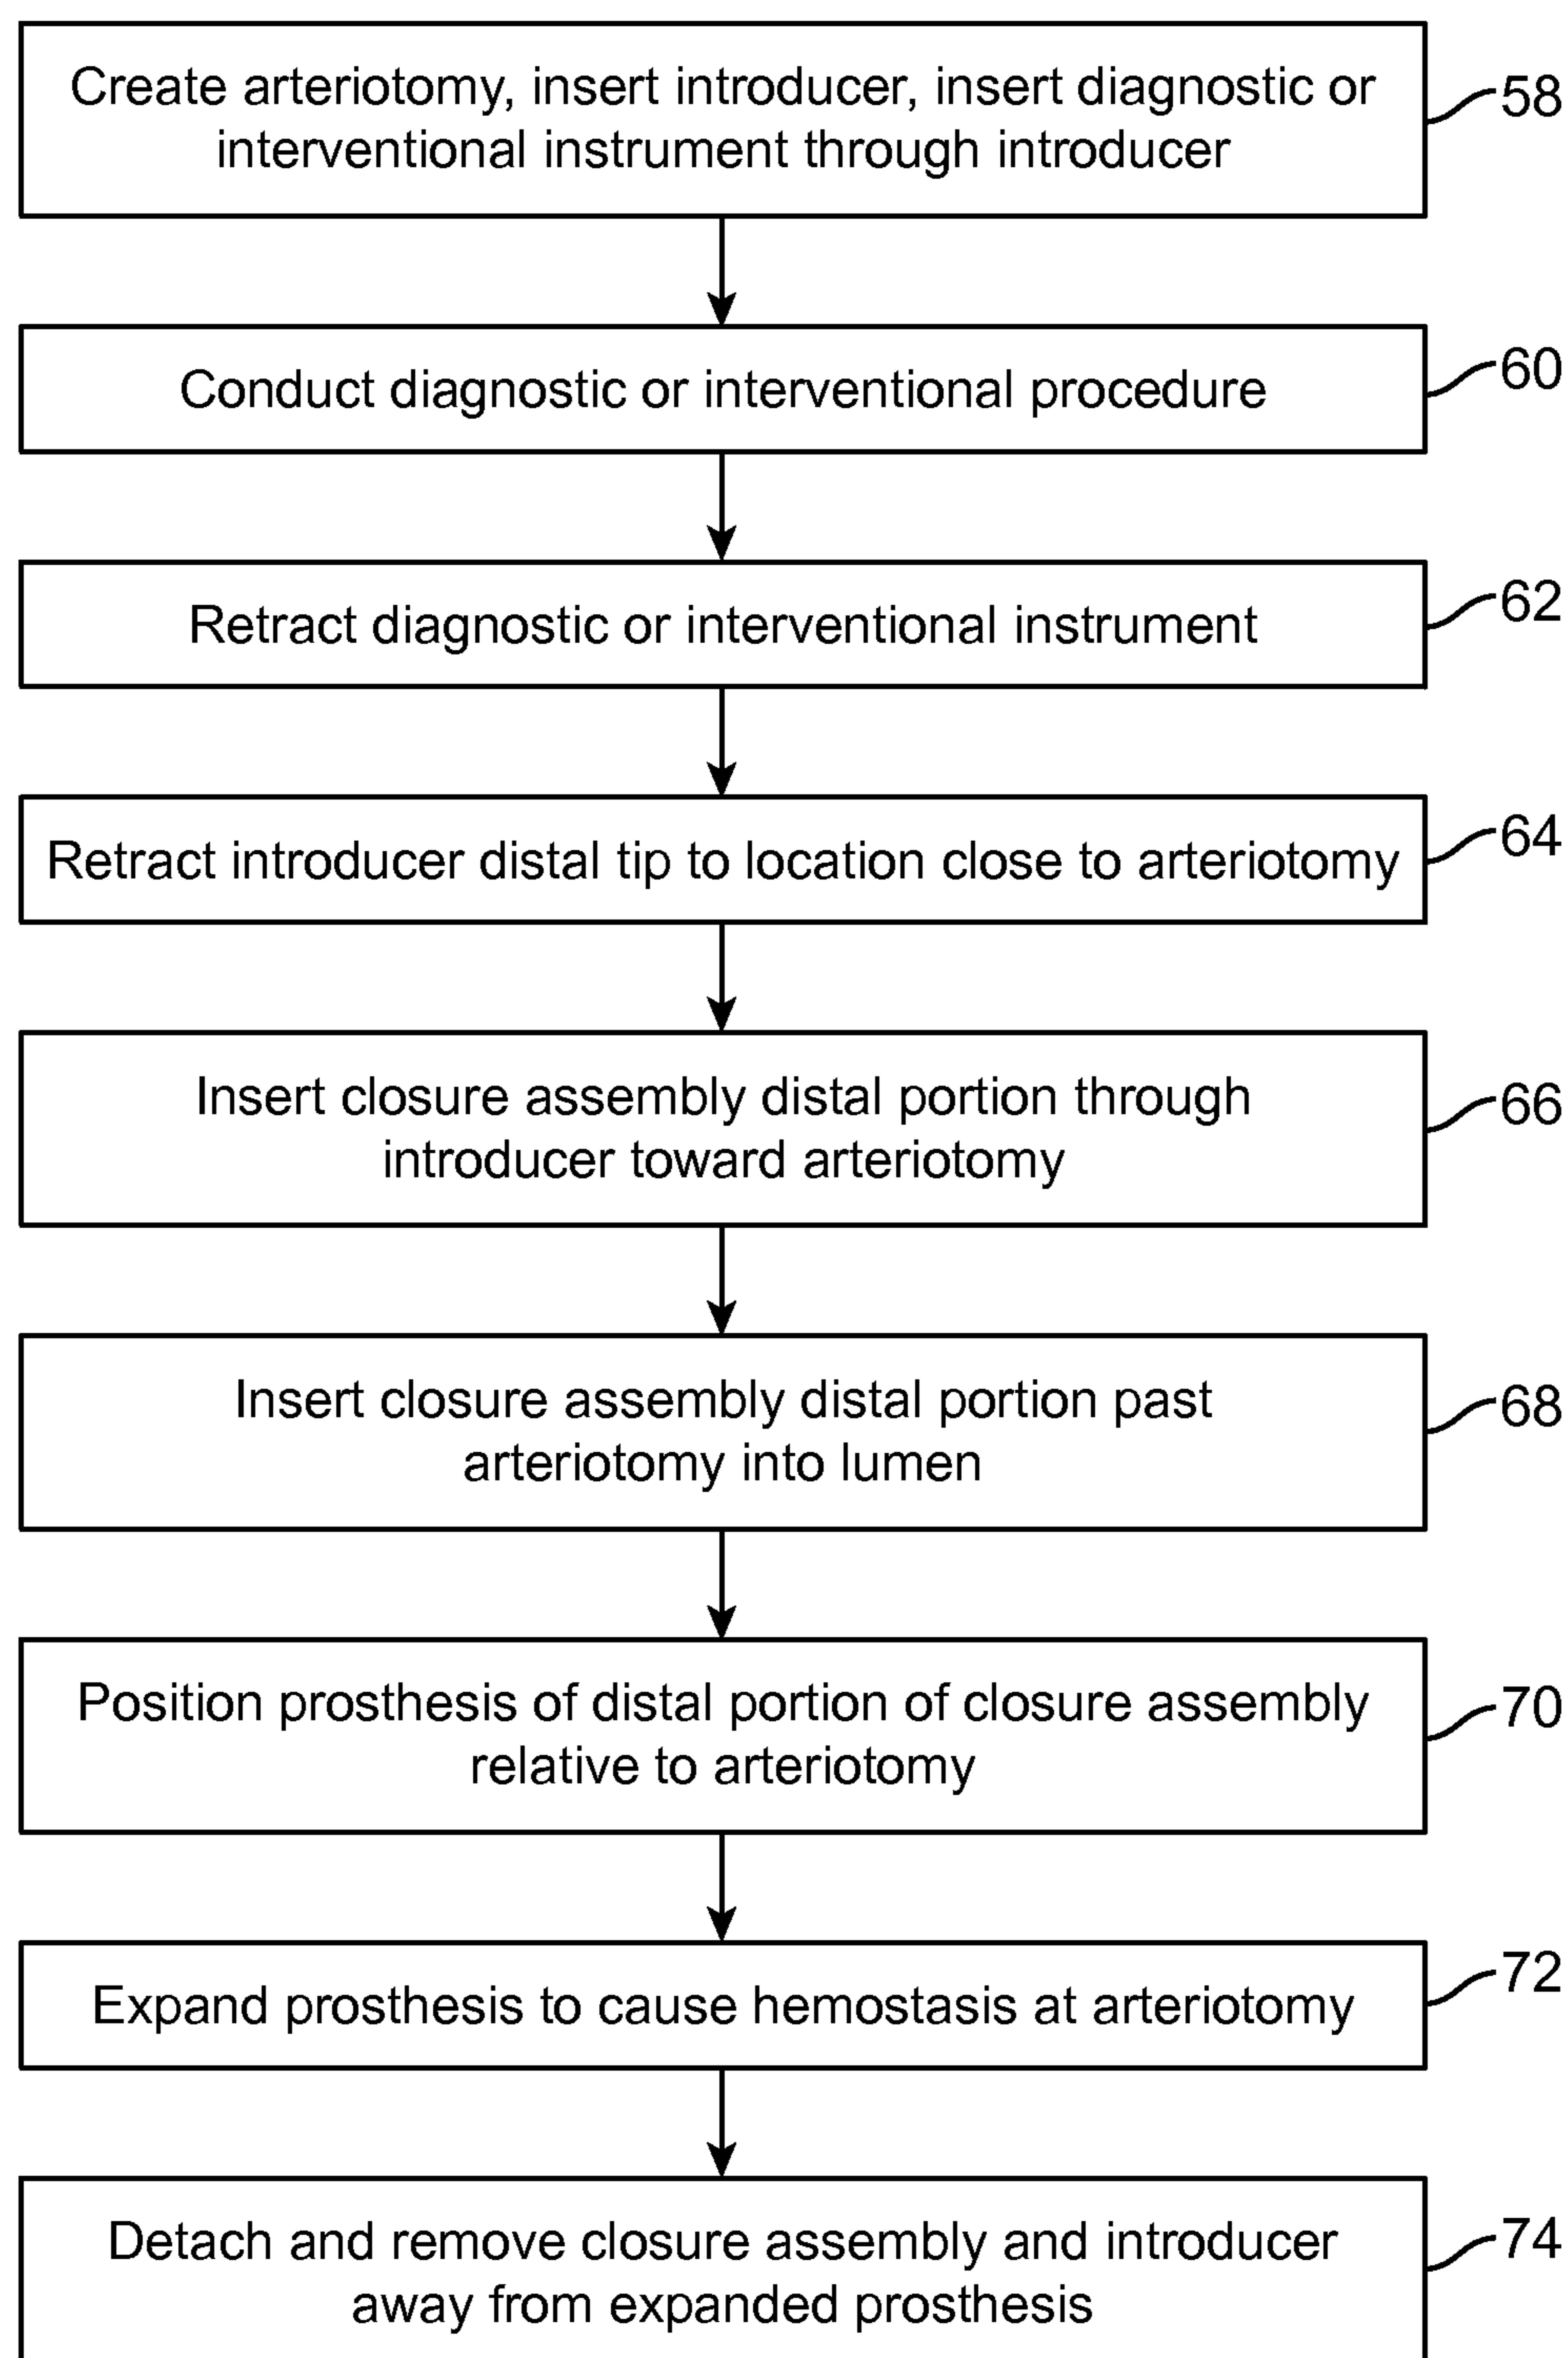 Create arteriotomy, insert introducer, insert diagnostic or
interventional instrument through introducer
58
Conduct diagnostic or interventional procedure
60
Retract diagnostic or interventional instrument
62
Retract introducer distal tip to location close to arteriotomy
64
Insert closure assembly distal portion through
introducer toward arteriotomy
66
Insert closure assembly distal portion past
arteriotomy into lumen
68
Position prosthesis of distal portion of closure assembly
relative to arteriotomy
70
Expand prosthesis to cause hemostasis at arteriotomy
72
Detach and remove closure assembly and introducer
away from expanded prosthesis
74